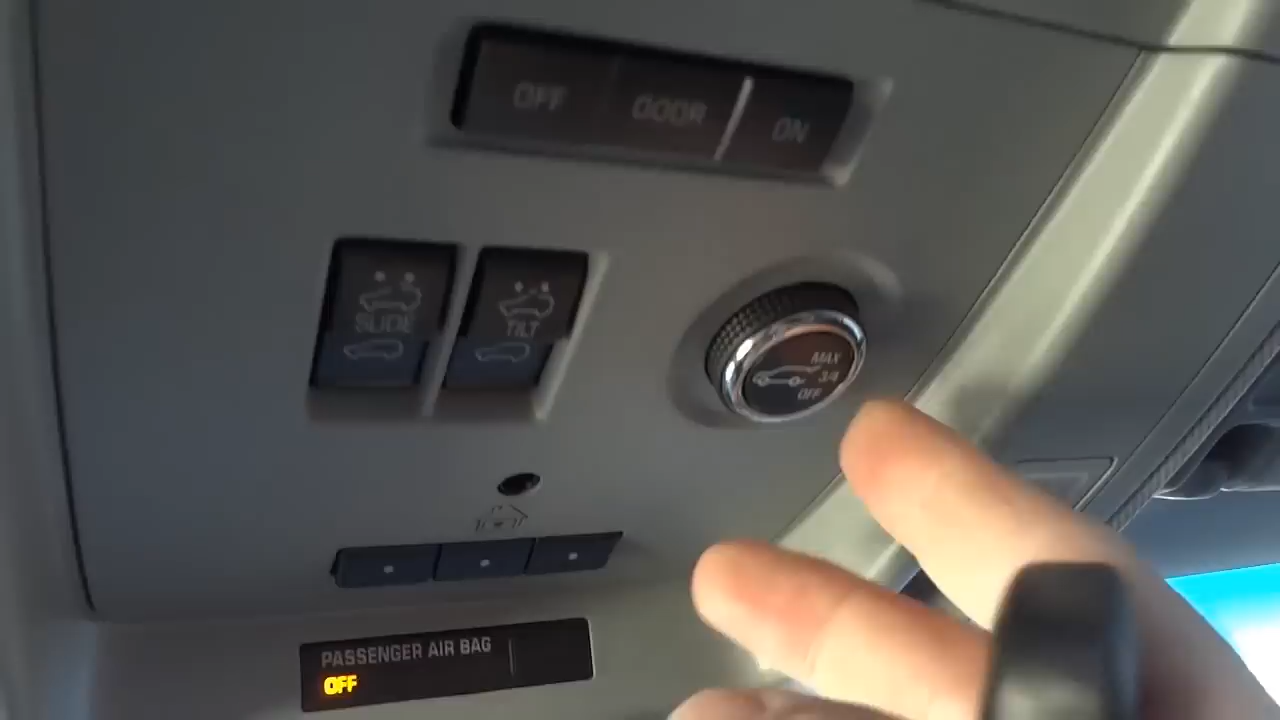 OFF DOOR ON
SLIDE
TILT
MAX
3/4
OFF
PASSENGER AIR BAG
OFF